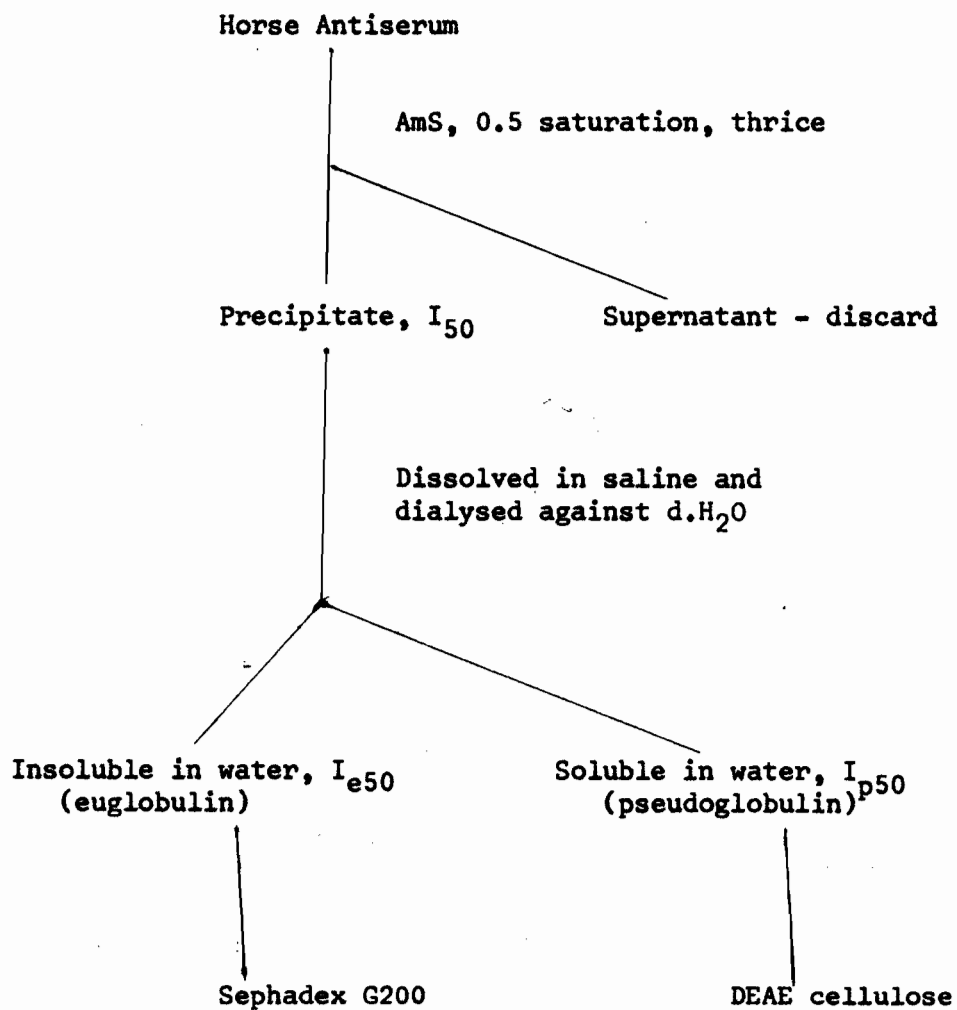 Horse Antiserum
AmS, 0.5 saturation, thrice
Precipitate, I50
Supernatant - discard
Dissolved in saline and
dialysed against d.H2O
Insoluble in water, Ie50
(euglobulin)
Soluble in water, Ip50
(pseudoglobulin)
Sephadex G200
DEAE cellulose